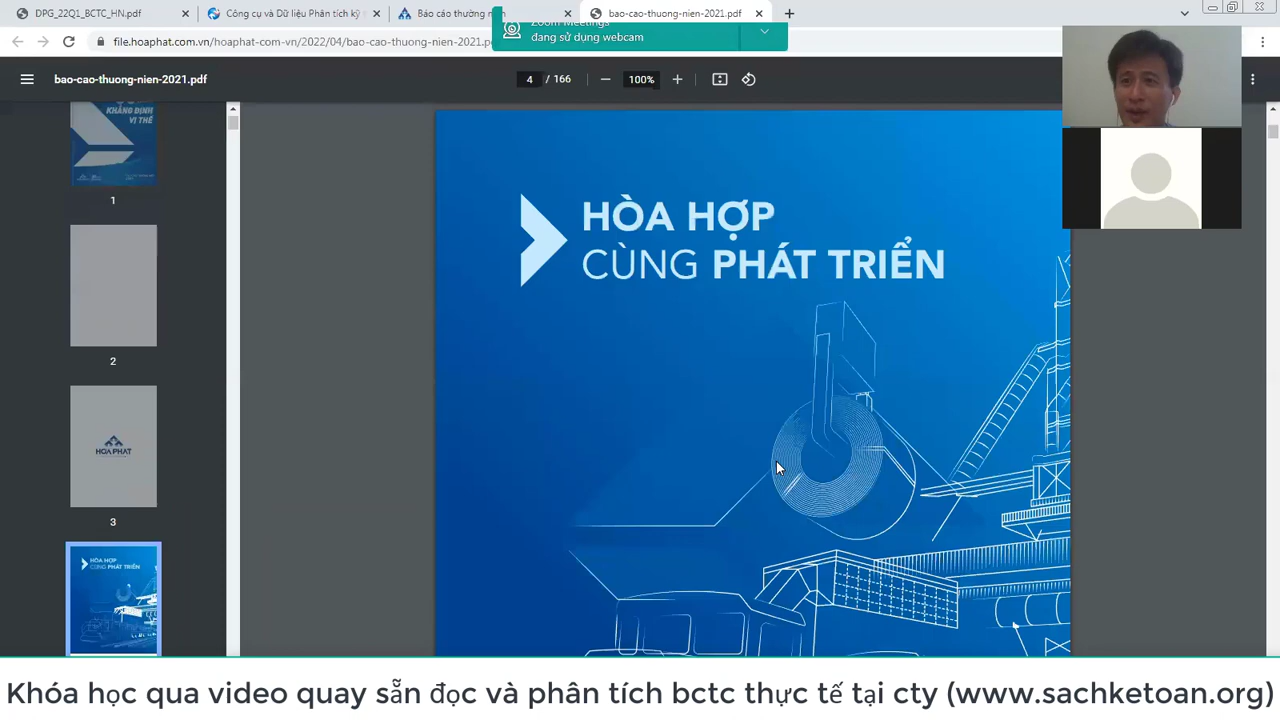 DPG_22Q1_BCTC_HN.pdf
Công cụ và Dữ liệu Phân tích kỹ
Báo cáo thường
bao-cao-thuong-nien-2021.pdf
Zoom Meetings
đang sử dụng webcam
file.hoaphat.com.vn/hoaphat-com-vn/2022/04/bao-cao-thuong-nien-2021.p
bao-cao-thuong-nien-2021.pdf
4 / 166
100%
KHẲNG ĐỊNH
VỊ THẾ
1
2
HÒA PHÁT
3
HÒA HỢP
CÙNG PHÁT TRIỂN
HÒA HỢP
CÙNG PHÁT TRIỂN
Khóa học qua video quay sẵn đọc và phân tích bctc thực tế tại cty (www.sachketoan.org)